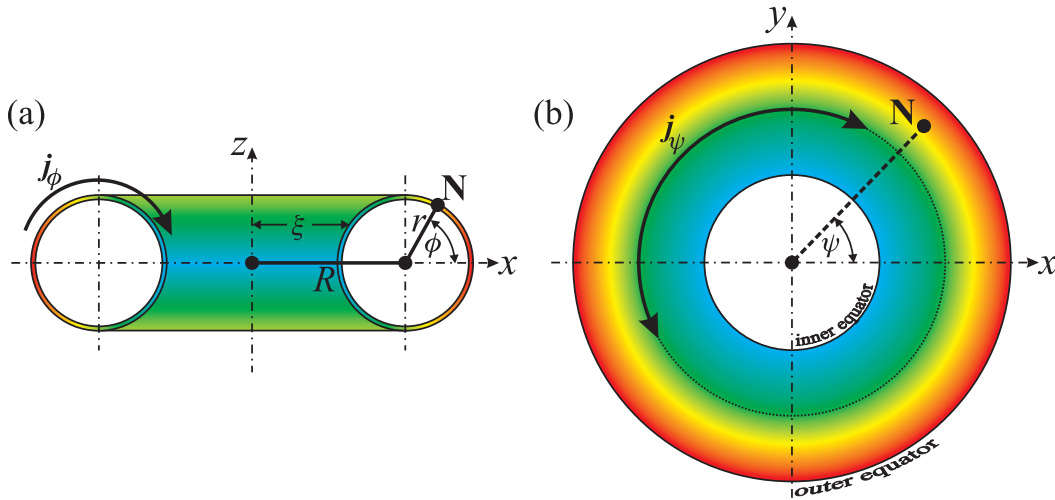 (a)
z
j_ϕ
N
r
ξ
ϕ
R
x
(b)
y
N
j_ψ
ψ
x
inner equator
outer equator